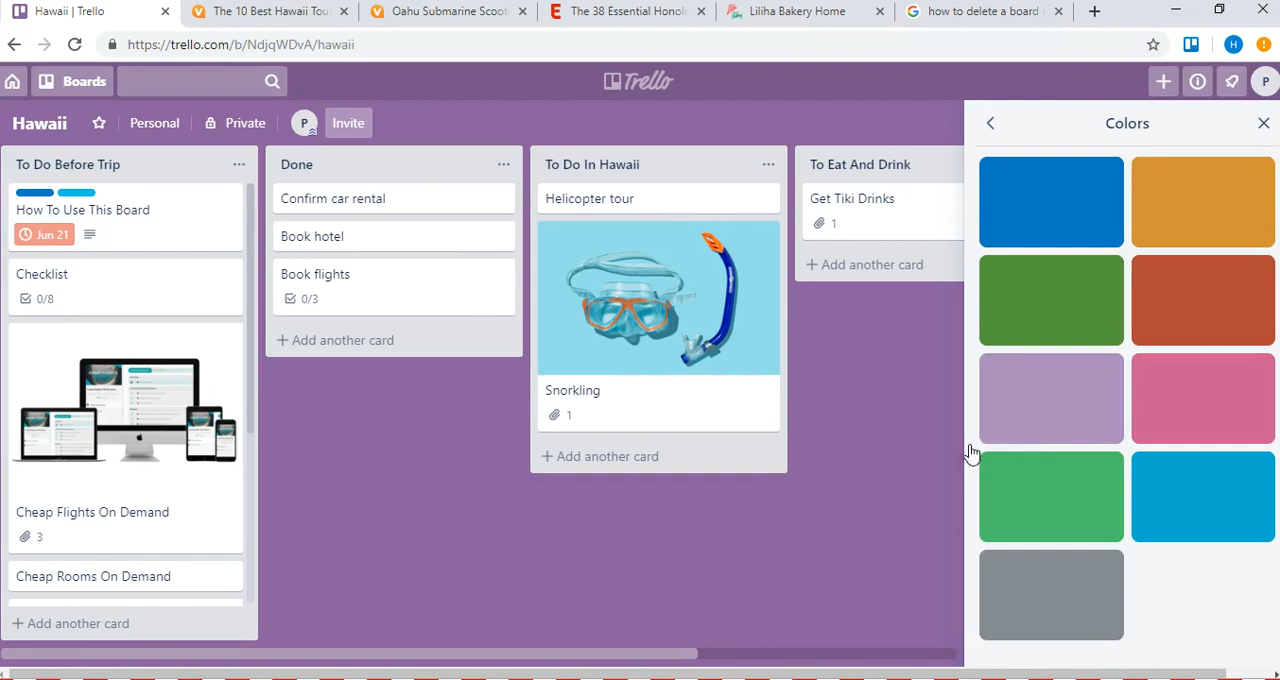 Hawaii | Trello
The 10 Best Hawaii Tou
Oahu Submarine Scoot
The 38 Essential Honol
Liliha Bakery Home
how to delete a board i
https://trello.com/b/NdjqWDvA/hawaii
H
Boards
Trello
P
Hawaii
Personal
Private
P
Invite
Colors
To Do Before Trip
How To Use This Board
Jun 21
Checklist
0/8
Cheap Flights On Demand
3
Cheap Rooms On Demand
+ Add another card
Done
Confirm car rental
Book hotel
Book flights
0/3
+ Add another card
To Do In Hawaii
Helicopter tour
Snorkling
1
+ Add another card
To Eat And Drink
Get Tiki Drinks
1
+ Add another card